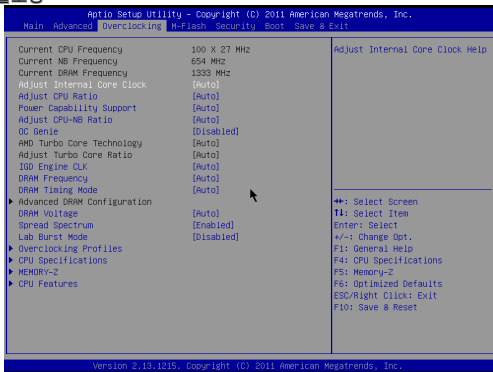 Aptio Setup Utility - Copyright (C) 2011 American Megatrends, Inc.
Main Advanced Overclocking M-Flash Security Boot Save & Exit
Current CPU Frequency 100 X 27 MHz
Current NB Frequency 654 MHz
Current DRAM Frequency 1333 MHz
Adjust Internal Core Clock [Auto]
Adjust CPU Ratio [Auto]
Power Capability Support [Auto]
Adjust CPU-NB Ratio [Auto]
OC Genie [Disabled]
AMD Turbo Core Technology [Auto]
Adjust Turbo Core Ratio [Auto]
IGD Engine CLK [Auto]
DRAM Frequency [Auto]
DRAM Timing Mode [Auto]
Advanced DRAM Configuration
DRAM Voltage [Auto]
Spread Spectrum [Enabled]
Lab Burst Mode [Disabled]
Overclocking Profiles
CPU Specifications
MEMORY-Z
CPU Features
Adjust Internal Core Clock Help
↔: Select Screen
↑↓: Select Item
Enter: Select
+/-: Change Opt.
F1: General Help
F4: CPU Specifications
F5: Memory-Z
F6: Optimized Defaults
ESC/Right Click: Exit
F10: Save & Reset
Version 2.13.1215. Copyright (C) 2011 American Megatrends, Inc.